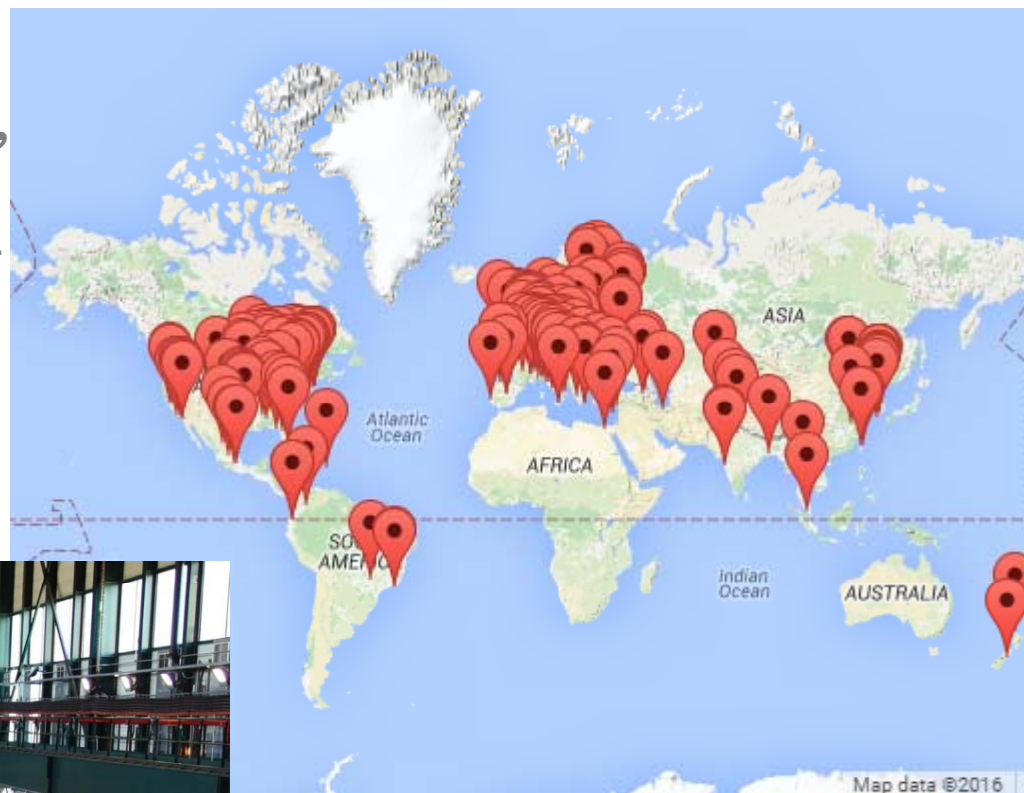 ,
ASIA
Atlantic
Ocean
AFRICA
SO
AMERIC
Indian
Ocean
AUSTRALIA
Map data ©2016